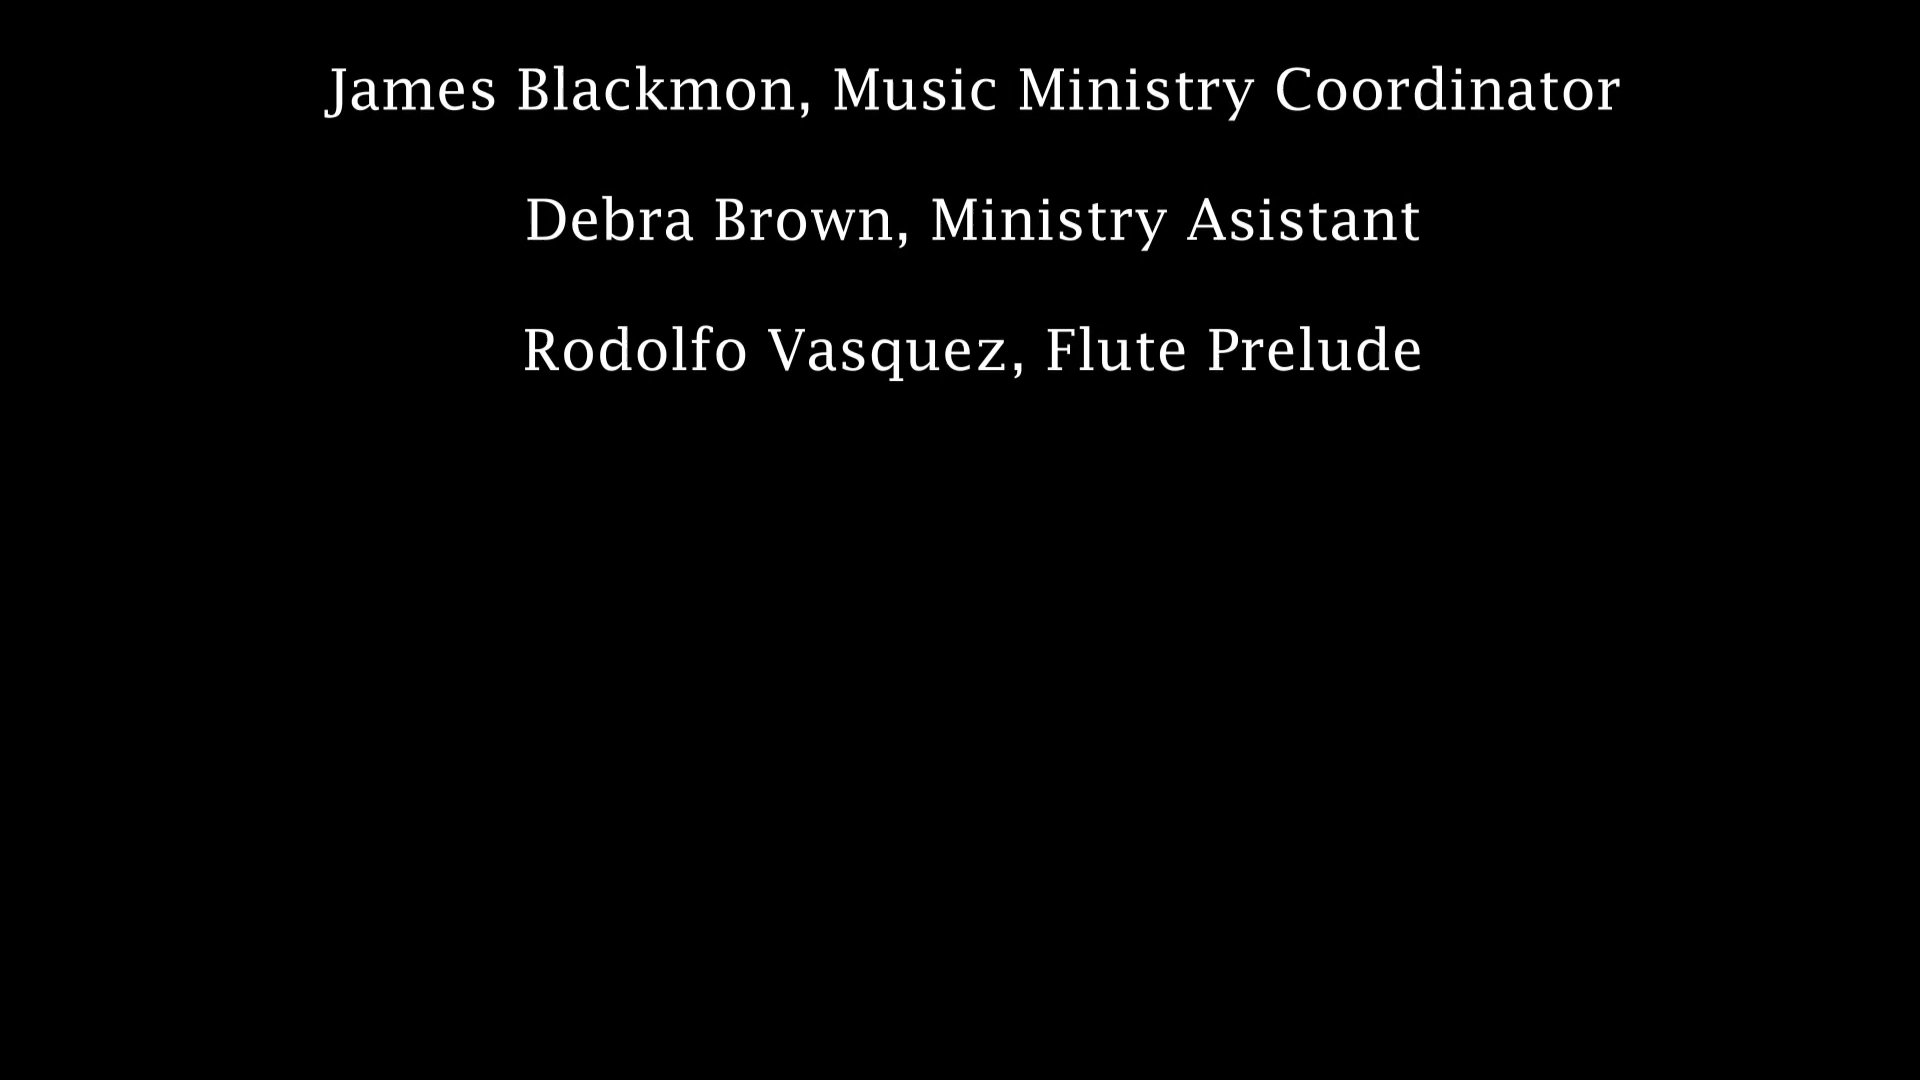 James Blackmon, Music Ministry Coordinator
Debra Brown, Ministry Asistant
Rodolfo Vasquez, Flute Prelude